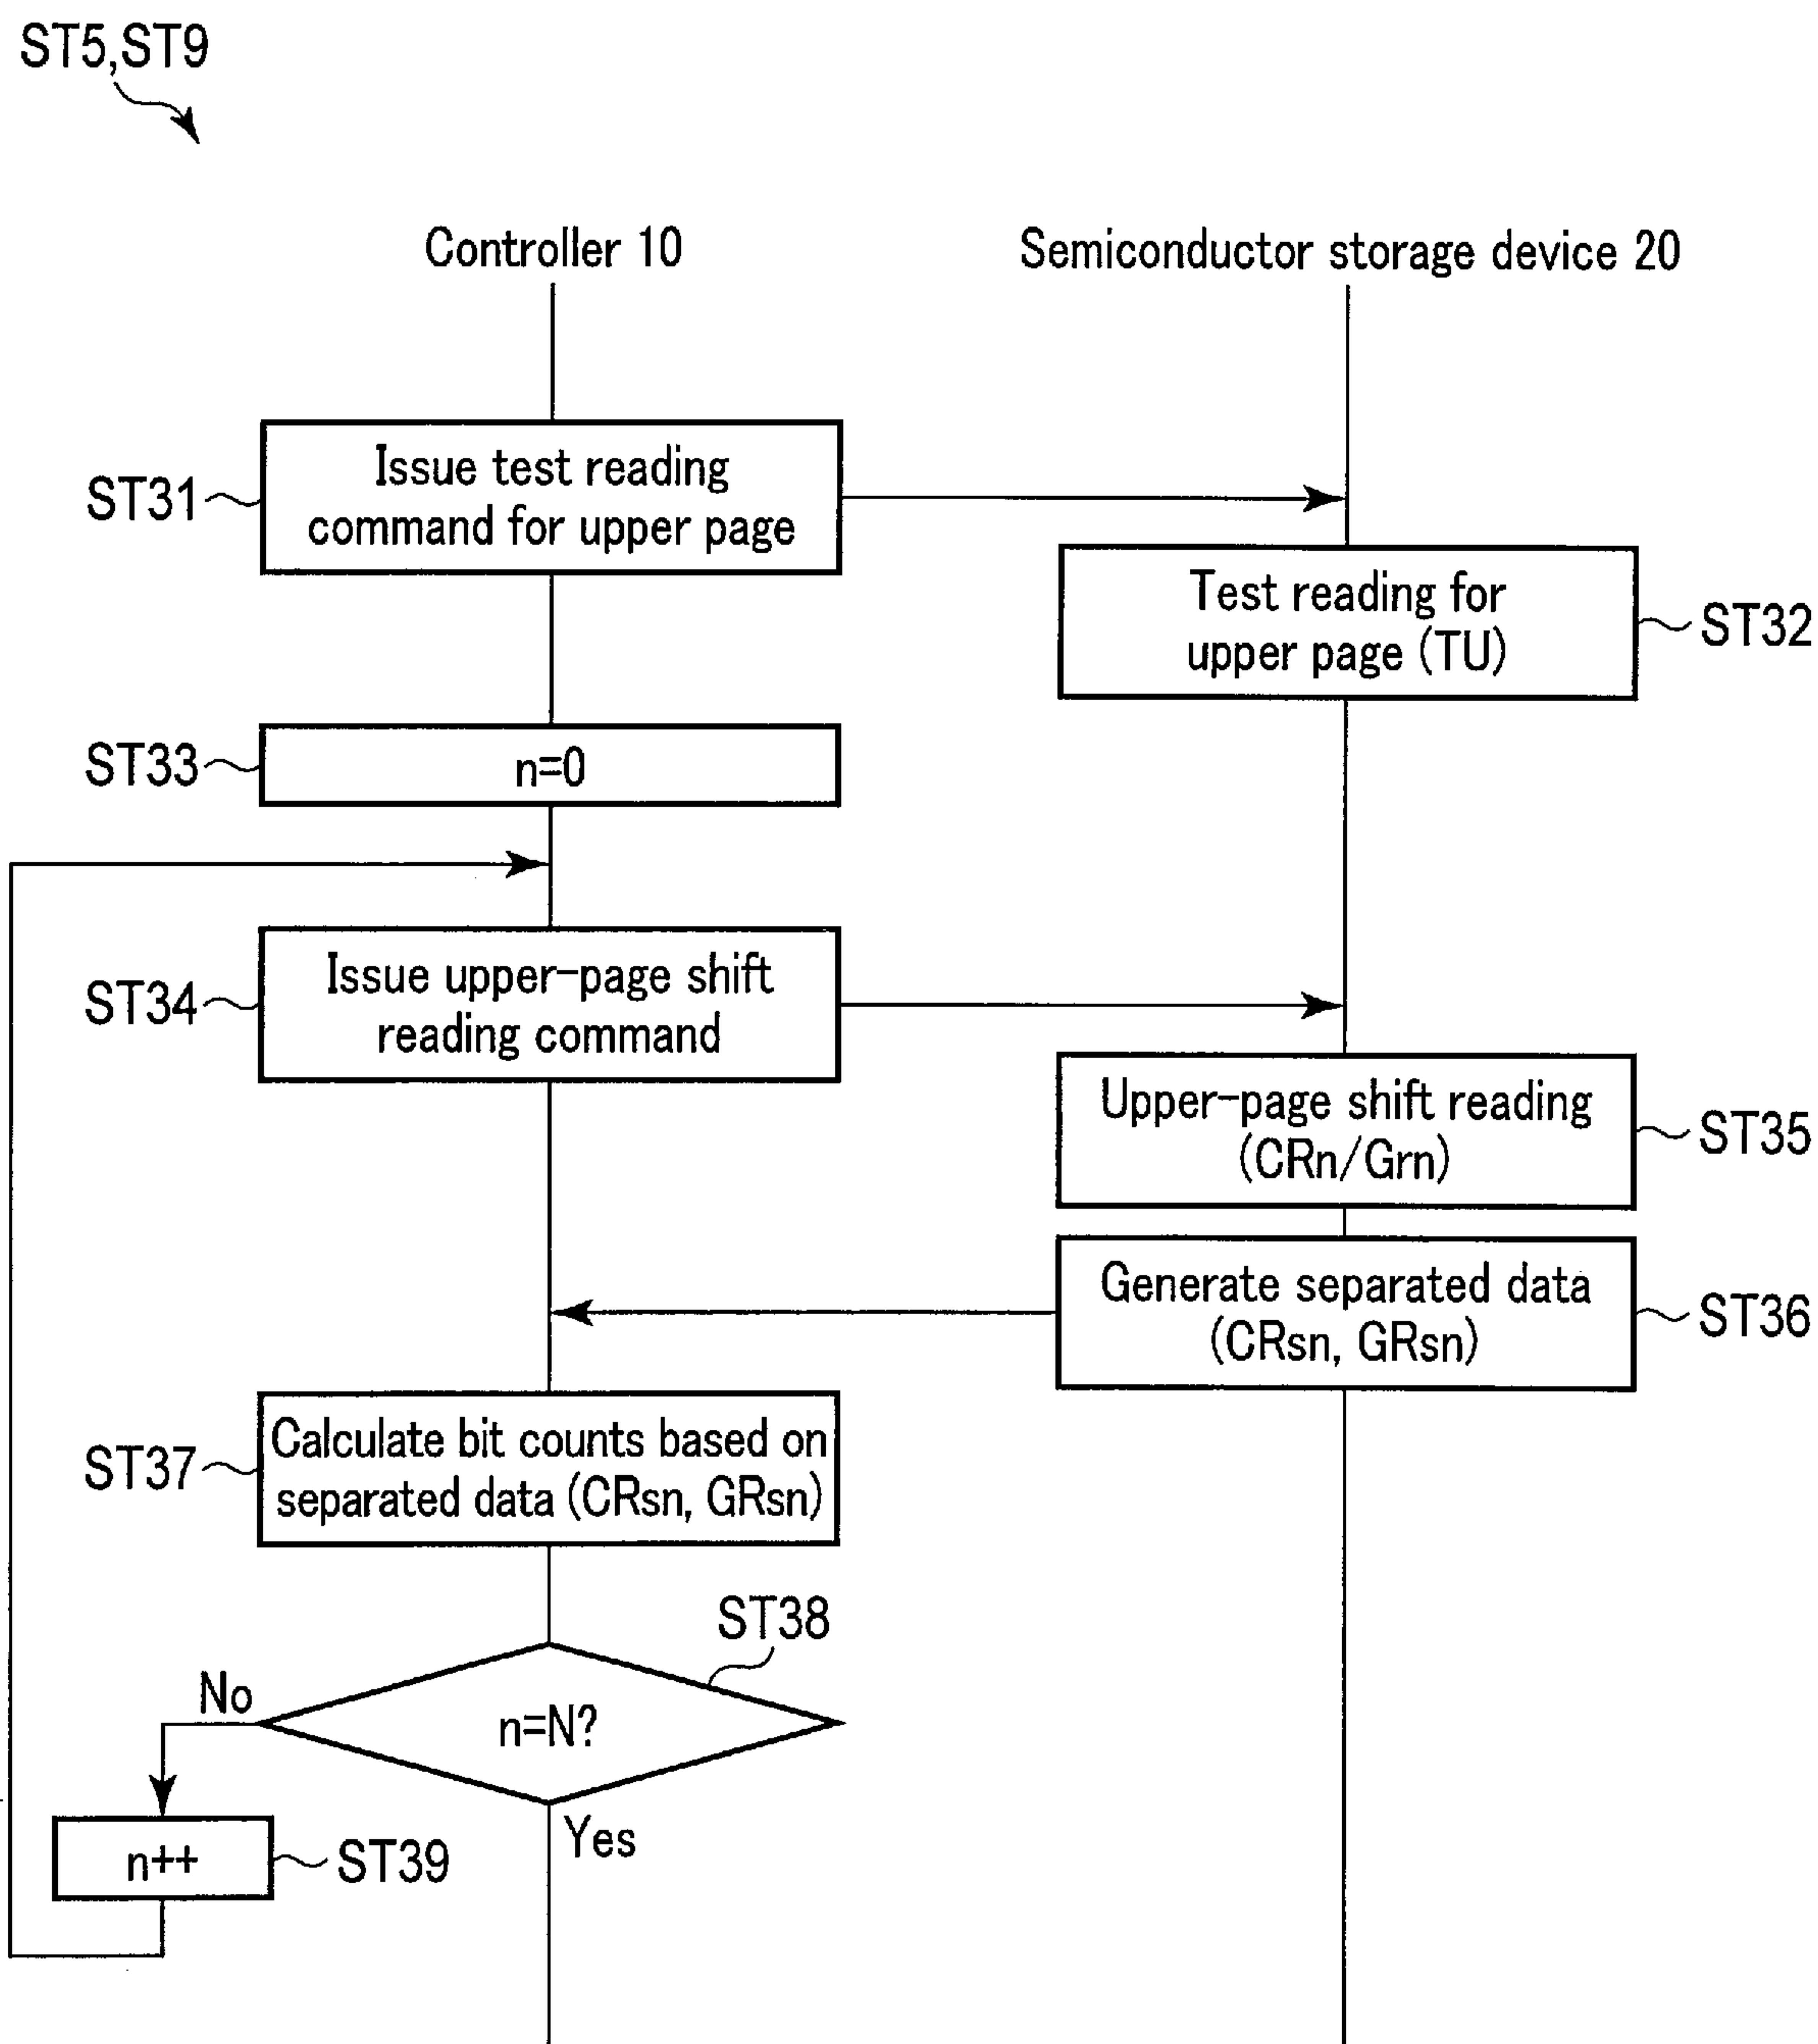 ST5,ST9
Controller 10
Semiconductor storage device 20
ST31
Issue test reading
command for upper page
Test reading for
upper page (TU)
ST32
ST33
n=0
ST34
Issue upper-page shift
reading command
Upper-page shift reading
(CRn/Grn)
ST35
Generate separated data
(CRsn, GRsn)
ST36
ST37
Calculate bit counts based on
separated data (CRsn, GRsn)
ST38
No
n=N?
Yes
n++
ST39